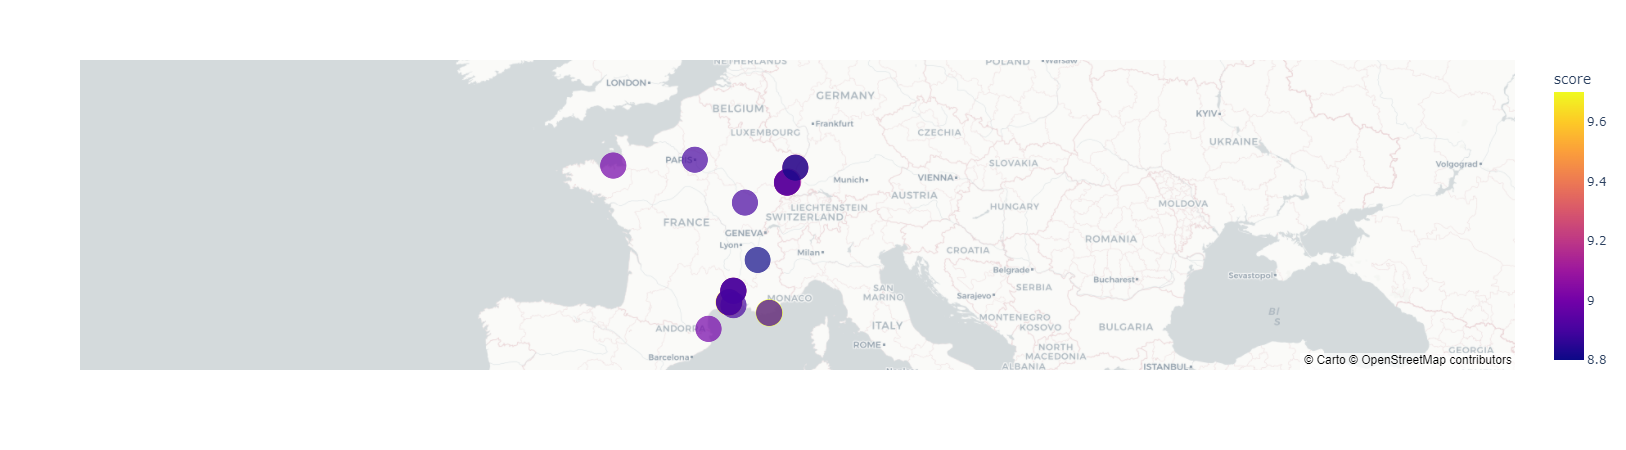 NETHERLANDS
POLAND
Warsaw
LONDON
GERMANY
BELGIUM
KYIV
Frankfurt
LUXEMBOURG
CZECHIA
UKRAINE
PARIS
SLOVAKIA
Volgograd
Munich
VIENNA
AUSTRIA
LIECHTENSTEIN
HUNGARY
MOLDOVA
SWITZERLAND
FRANCE
GENEVA
ROMANIA
Lyon
Milan
CROATIA
Belgrade
Bucharest
Sevastopol
SAN
MARINO
SERBIA
Sarajevo
MONACO
BI
S
MONTENEGRO
KOSOVO
ANDORRA
ITALY
BULGARIA
ROME
NORTH
MACEDONIA
GEORGIA
Barcelona
ALBANIA
ISTANBUL
© Carto © OpenStreetMap contributors
score
9.6
9.4
9.2
9
8.8